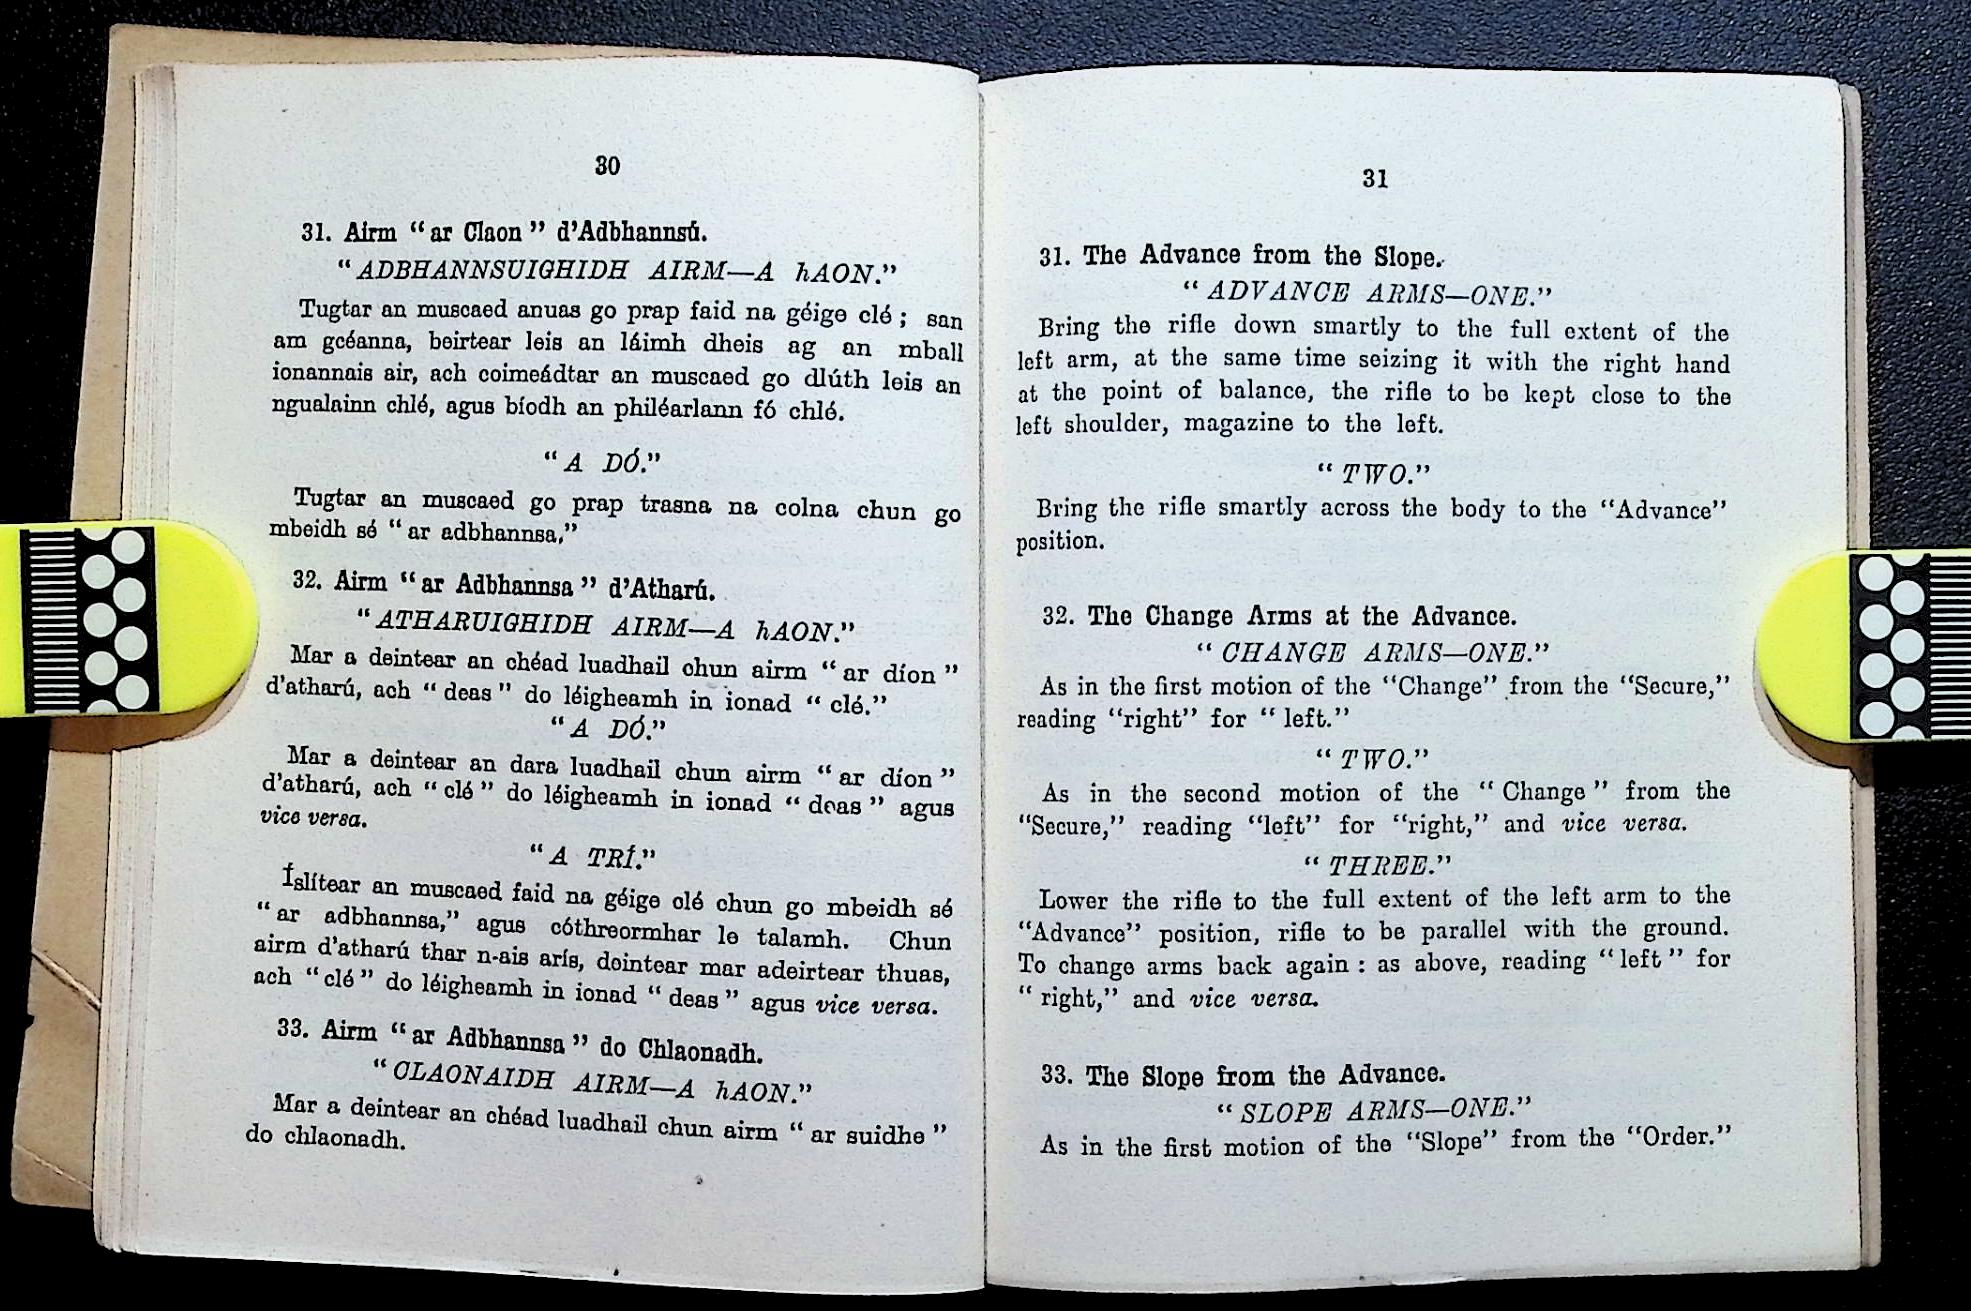 30
31. Airm “ar Claon” d’Adbhannsú.
“ADBHANNSUIGHIDH AIRM—A hAON.”
Tugtar an muscaed anuas go prap faid na géige clé; san
am gcéanna, beirtear leis an láimh dheis ag an mball
ionannais air, ach coimeádtar an muscaed go dlúth leis an
ngualainn chlé, agus bíodh an philéarlann fó chlé.
“A DÓ.”
Tugtar an muscaed go prap trasna na colna chun go
mbeidh sé “ar adbhannsa,”
32. Airm “ar Adbhannsa” d’Atharú.
“ATHARUIGHIDH AIRM—A hAON.”
Mar a deintear an chéad luadhail chun airm “ar díon”
d’atharú, ach “deas” do léigheamh in ionad “clé.”
“A DÓ.”
Mar a deintear an dara luadhail chun airm “ar díon”
d’atharú, ach “clé” do léigheamh in ionad “deas” agus
vice versa.
“A TRÍ.”
Íslítear an muscaed faid na géige clé chun go mbeidh sé
“ar adbhannsa,” agus cóthreormhar le talamh. Chun
airm d’atharú thar n-ais arís, deintear mar adeirtear thuas,
ach “clé” do léigheamh in ionad “deas” agus vice versa.
33. Airm “ar Adbhannsa” do Chlaonadh.
“CLAONAIDH AIRM—A hAON.”
Mar a deintear an chéad luadhail chun airm “ar suidhe”
do chlaonadh.
31
31. The Advance from the Slope.
“ADVANCE ARMS—ONE.”
Bring the rifle down smartly to the full extent of the
left arm, at the same time seizing it with the right hand
at the point of balance, the rifle to be kept close to the
left shoulder, magazine to the left.
“TWO.”
Bring the rifle smartly across the body to the “Advance”
position.
32. The Change Arms at the Advance.
“CHANGE ARMS—ONE.”
As in the first motion of the “Change” from the “Secure,”
reading “right” for “left.”
“TWO.”
As in the second motion of the “Change” from the
“Secure,” reading “left” for “right,” and vice versa.
“THREE.”
Lower the rifle to the full extent of the left arm to the
“Advance” position, rifle to be parallel with the ground.
To change arms back again: as above, reading “left” for
“right,” and vice versa.
33. The Slope from the Advance.
“SLOPE ARMS—ONE.”
As in the first motion of the “Slope” from the “Order.”